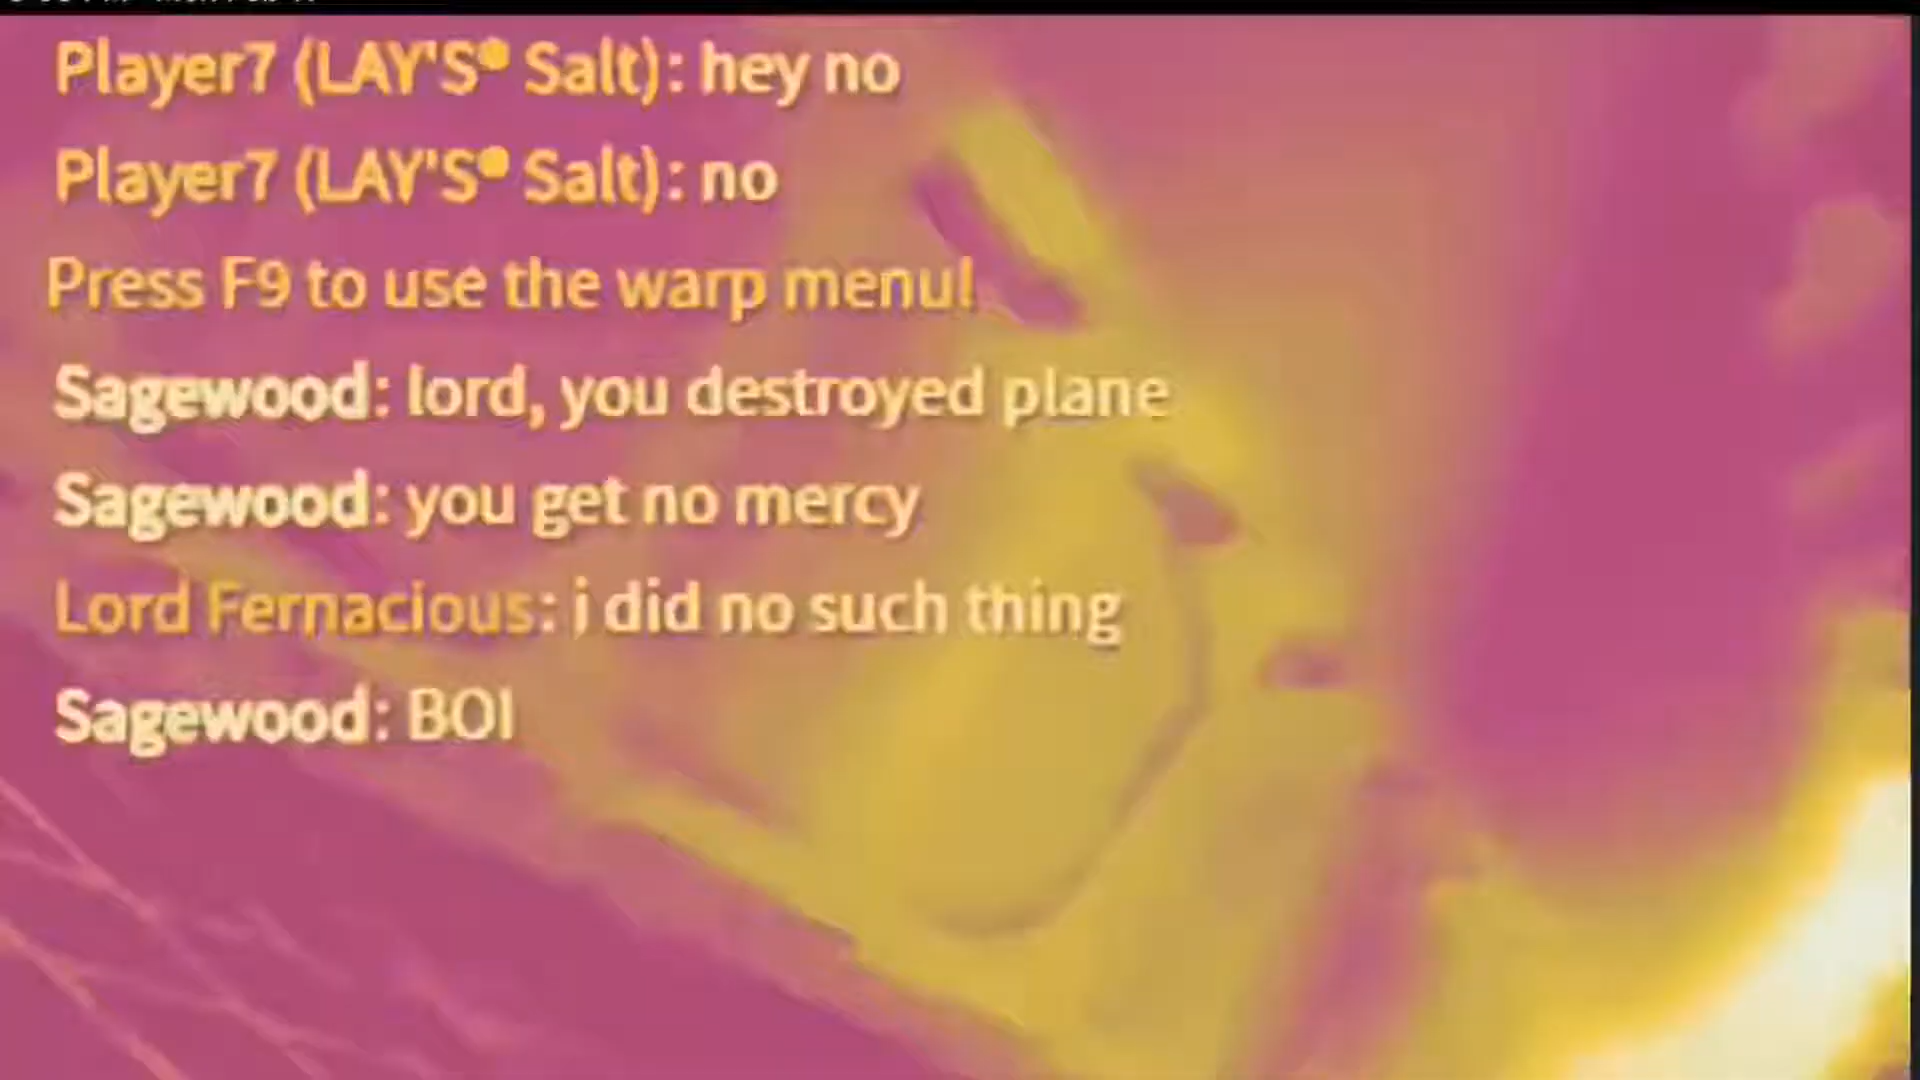 Player7 (LAY'S® Salt): hey no
Player7 (LAY'S® Salt): no
Press F9 to use the warp menu!
Sagewood: lord, you destroyed plane
Sagewood: you get no mercy
Lord Fernacious: i did no such thing
Sagewood: BOI